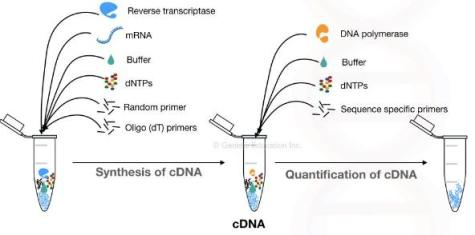 Reverse transcriptase
mRNA
Buffer
dNTPs
Random primer
Oligo (dT) primers
DNA polymerase
Buffer
dNTPs
Sequence specific primers
© Genetic Education Inc.
Synthesis of cDNA
Quantification of cDNA
cDNA